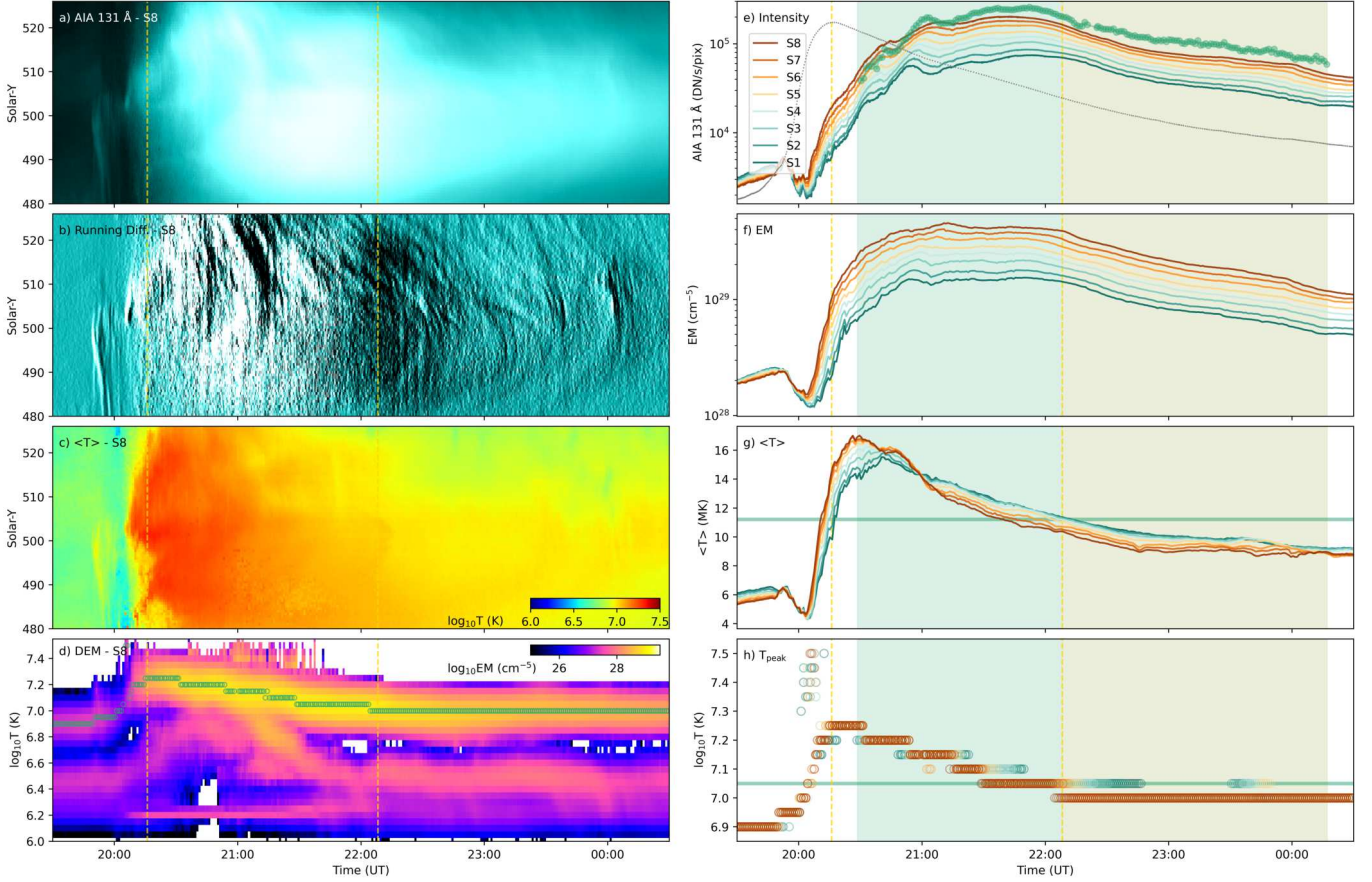 a) AIA 131 Å - S8
520
510
500
490
480
Solar-Y
b) Running Diff. - S8
520
510
500
490
480
Solar-Y
c) <T> - S8
520
510
500
490
480
Solar-Y
log10T (K)
6.0 6.5 7.0 7.5
d) DEM - S8
log10EM (cm-5)
26 28
7.4
7.2
7.0
6.8
6.6
6.4
6.2
6.0
log10T (K)
20:00 21:00 22:00 23:00 00:00
Time (UT)
e) Intensity
S8
S7
S6
S5
S4
S3
S2
S1
10^5
10^4
AIA 131 Å (DN/s/pix)
f) EM
10^29
10^28
EM (cm-5)
g) <T>
16
14
12
10
8
6
4
<T> (MK)
h) Tpeak
7.5
7.4
7.3
7.2
7.1
7.0
6.9
log10T (K)
20:00 21:00 22:00 23:00 00:00
Time (UT)